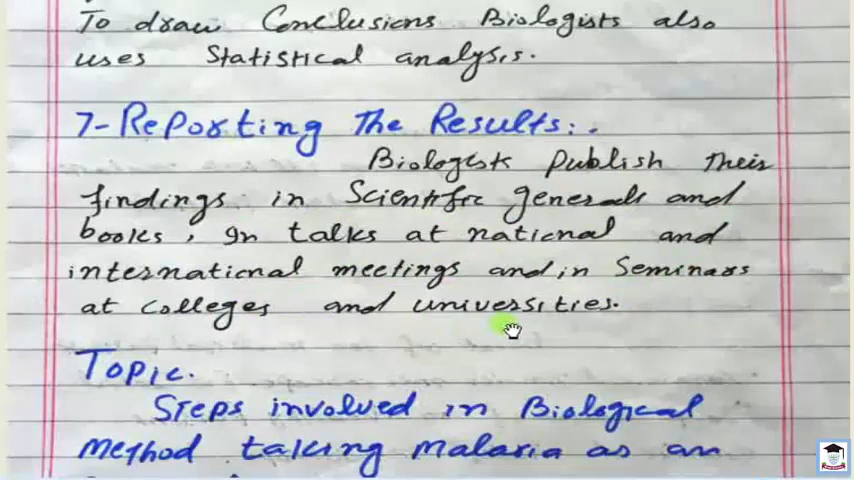 To draw Conclusions Biologists also
uses Statistical analysis.
7-Reporting The Results:.
Biologists Publish Their
findings in Scientific generals and
books, In talks at national and
international meetings and in Seminars
at colleges and universities.
Topic.
Steps involved in Biological
Method taking Malaria as an